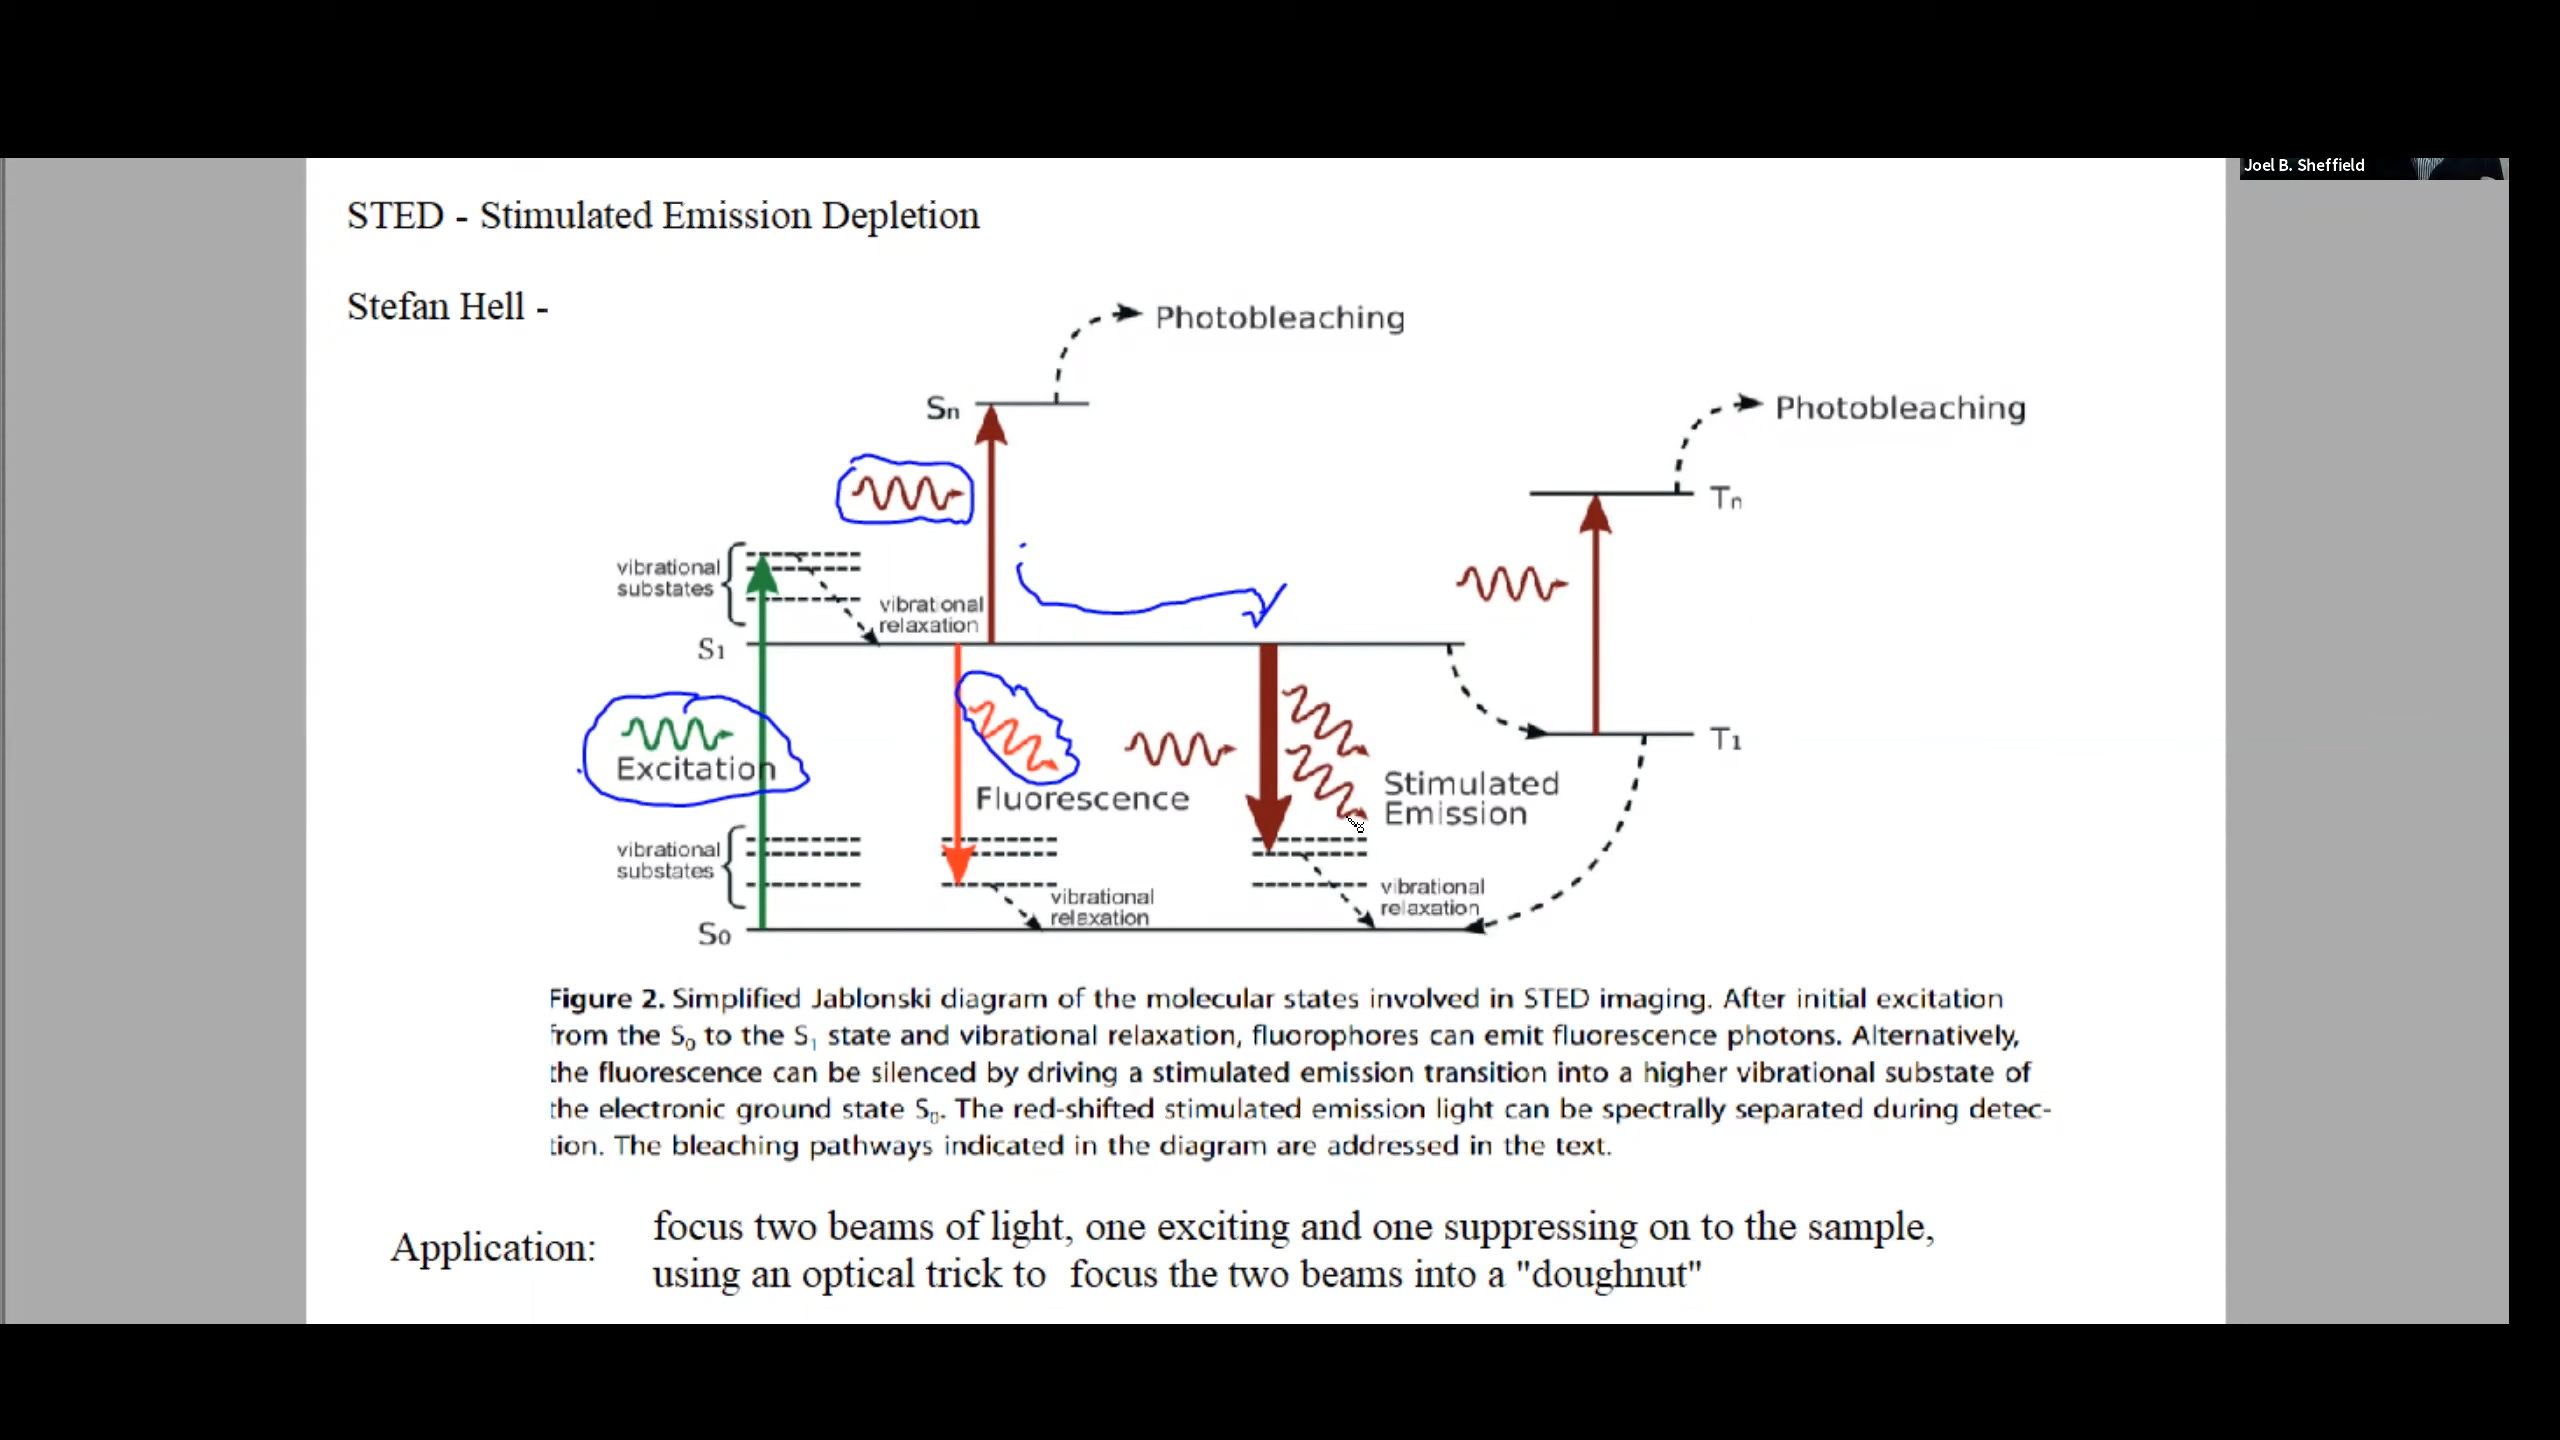 Joel B. Sheffield
STED - Stimulated Emission Depletion
Stefan Hell -
Photobleaching
Sn
Photobleaching
Tn
vibrational
substates
vibrational
relaxation
S1
Excitation
Fluorescence
Stimulated
Emission
T1
vibrational
substates
vibrational
relaxation
vibrational
relaxation
S0
Figure 2. Simplified Jablonski diagram of the molecular states involved in STED imaging. After initial excitation
from the S0 to the S1 state and vibrational relaxation, fluorophores can emit fluorescence photons. Alternatively,
the fluorescence can be silenced by driving a stimulated emission transition into a higher vibrational substate of
the electronic ground state S0. The red-shifted stimulated emission light can be spectrally separated during detec-
tion. The bleaching pathways indicated in the diagram are addressed in the text.
Application:
focus two beams of light, one exciting and one suppressing on to the sample,
using an optical trick to focus the two beams into a "doughnut"